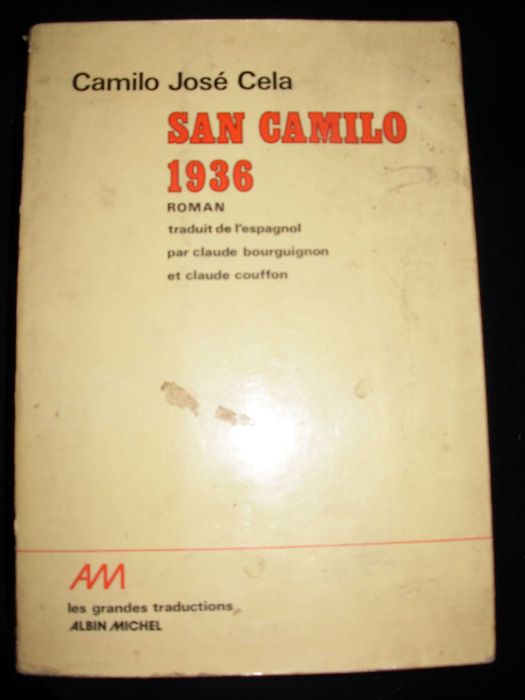 Camilo José Cela
SAN CAMILO
1936
ROMAN
traduit de l'espagnol
par claude bourguignon
et claude couffon
AM
les grandes traductions
ALBIN MICHEL